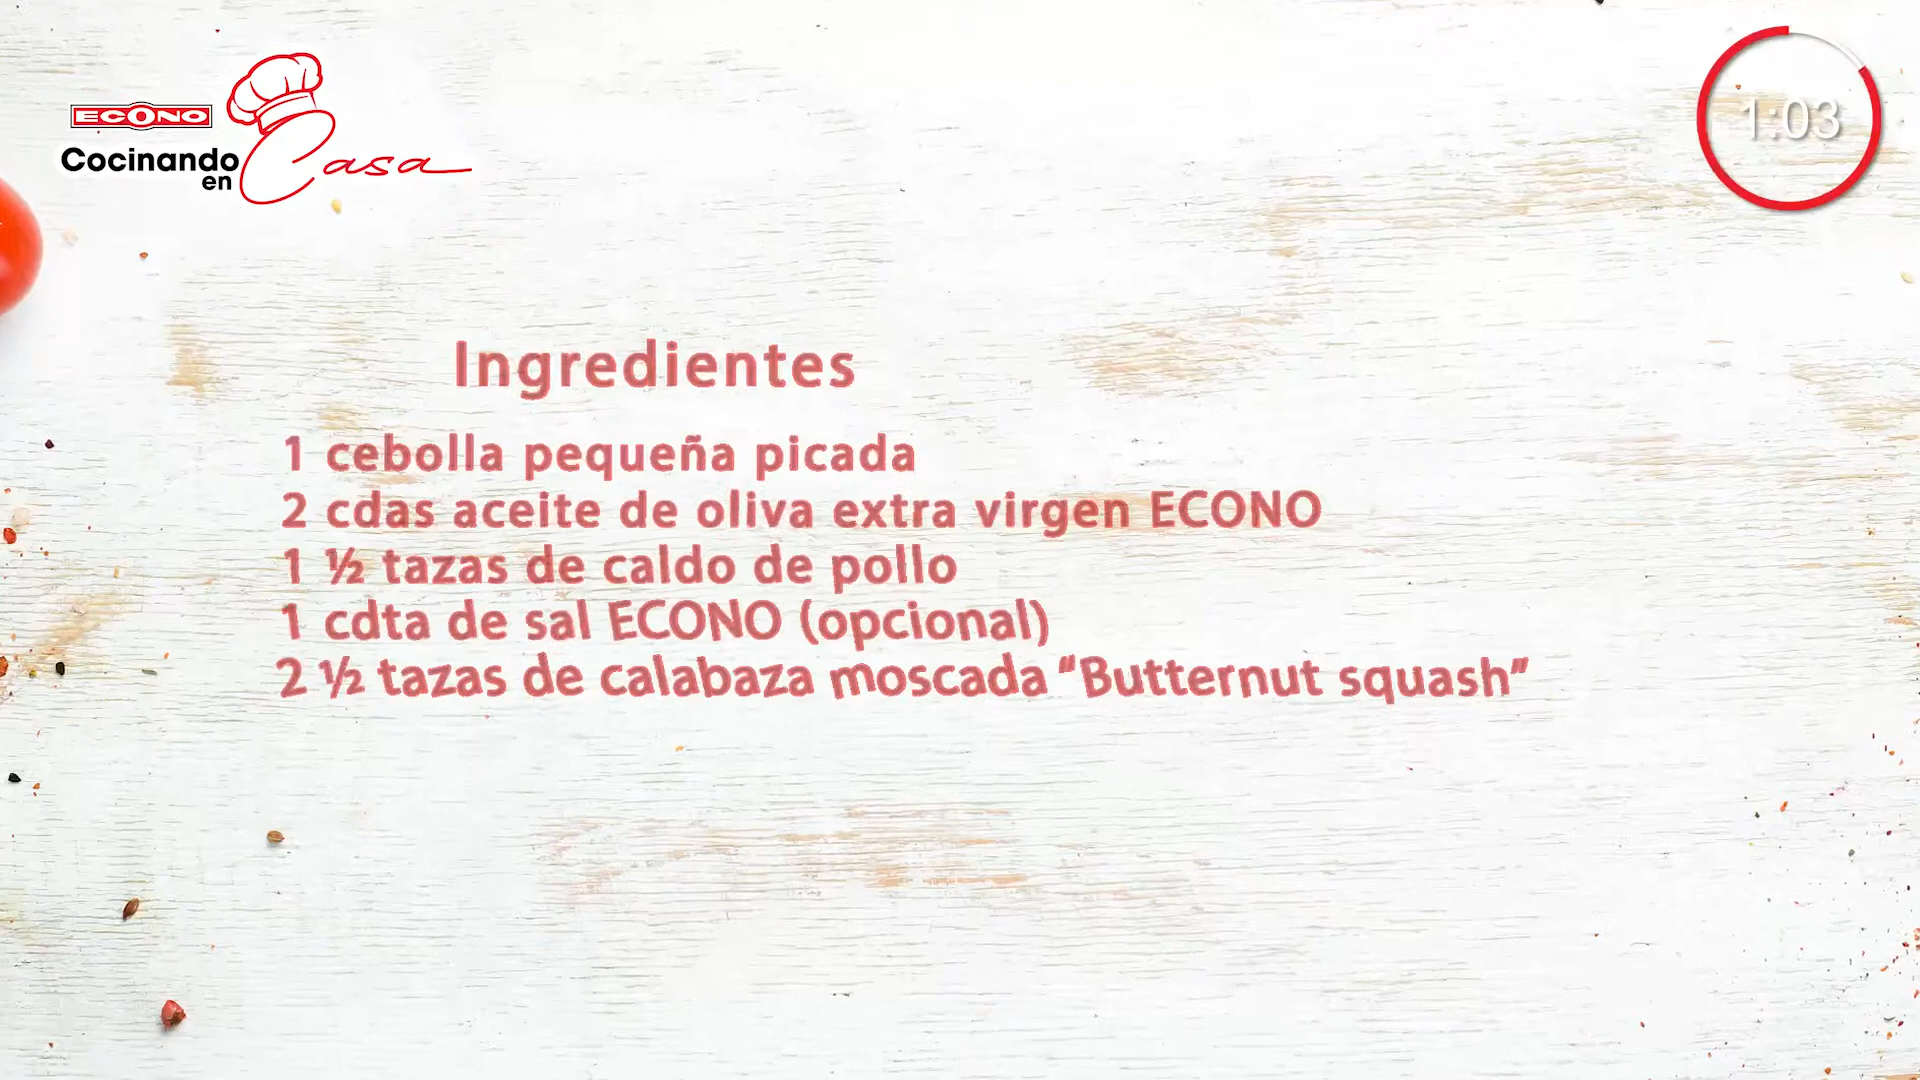 ECONO
Cocinando
en Casa
1:03
Ingredientes
1 cebolla pequeña picada
2 cdas aceite de oliva extra virgen ECONO
1 ½ tazas de caldo de pollo
1 cdta de sal ECONO (opcional)
2 ½ tazas de calabaza moscada “Butternut squash”